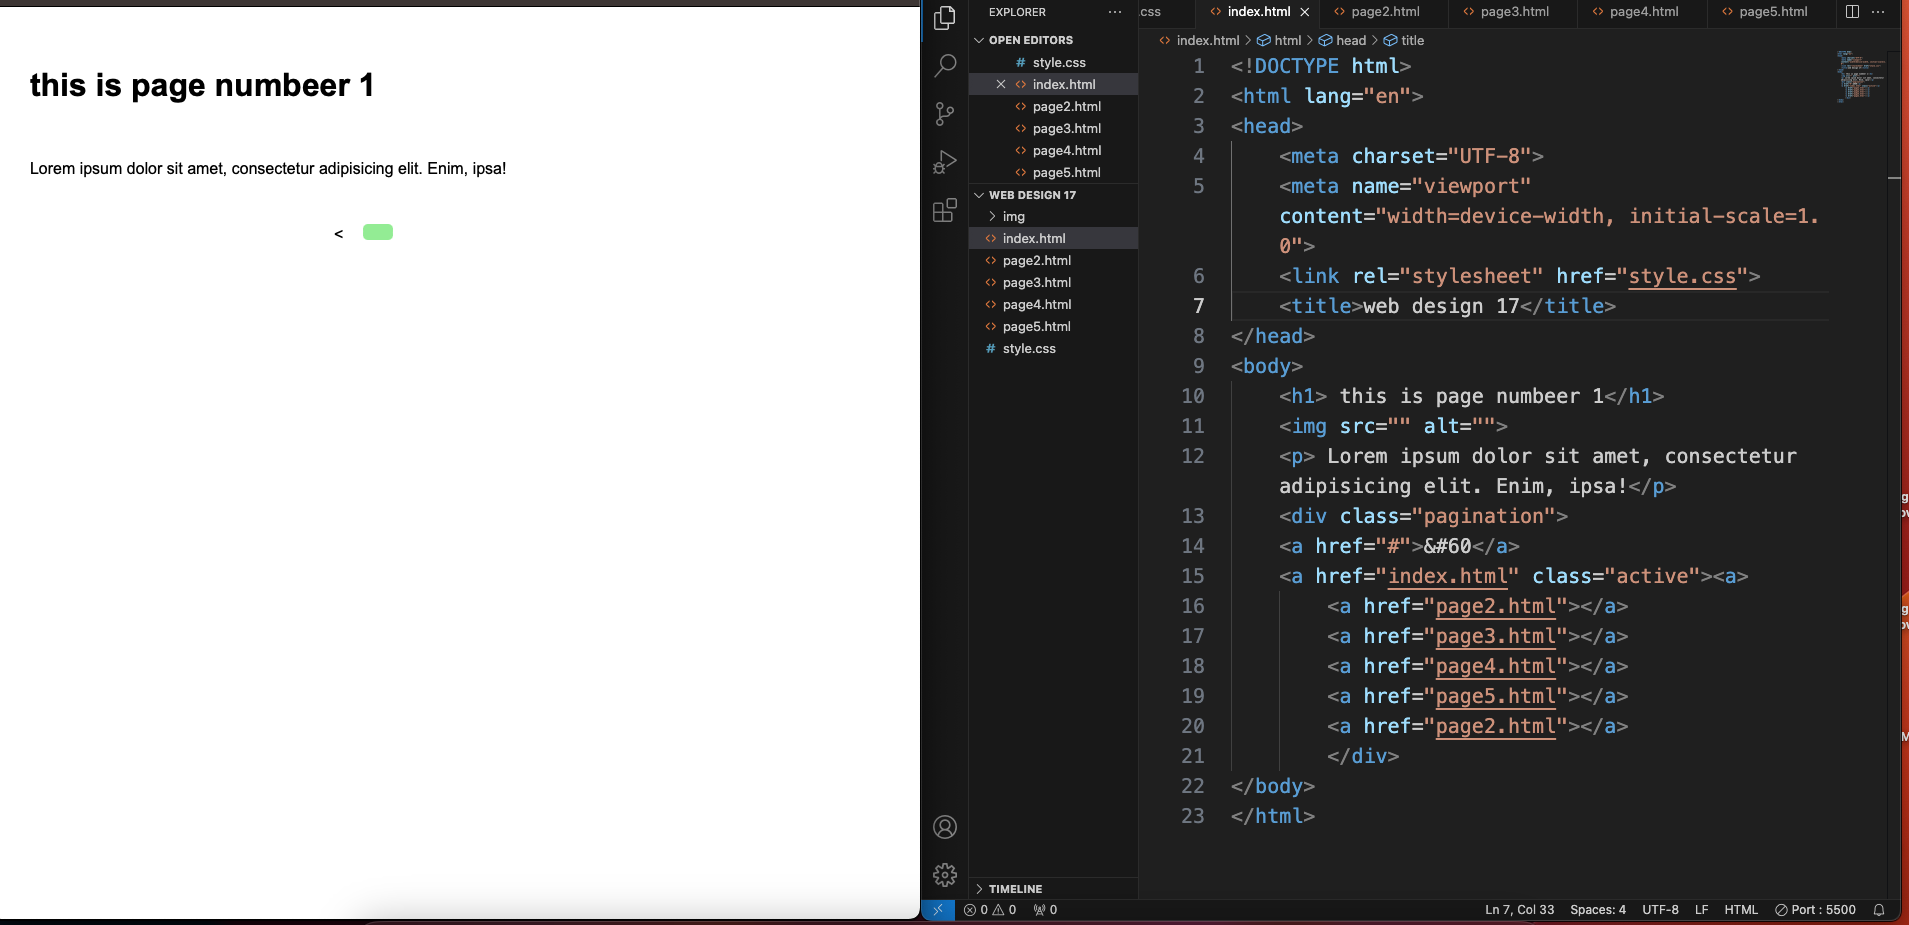 this is page numbeer 1
Lorem ipsum dolor sit amet, consectetur adipisicing elit. Enim, ipsa!
<
EXPLORER
OPEN EDITORS
style.css
index.html
page2.html
page3.html
page4.html
page5.html
WEB DESIGN 17
img
index.html
page2.html
page3.html
page4.html
page5.html
style.css
TIMELINE
.css index.html page2.html page3.html page4.html page5.html
index.html > html > head > title
1 <!DOCTYPE html>
2 <html lang="en">
3 <head>
4 <meta charset="UTF-8">
5 <meta name="viewport"
content="width=device-width, initial-scale=1.
0">
6 <link rel="stylesheet" href="style.css">
7 <title>web design 17</title>
8 </head>
9 <body>
10 <h1> this is page numbeer 1</h1>
11 <img src="" alt="">
12 <p> Lorem ipsum dolor sit amet, consectetur
adipisicing elit. Enim, ipsa!</p>
13 <div class="pagination">
14 <a href="#">&#60</a>
15 <a href="index.html" class="active"><a>
16 <a href="page2.html"></a>
17 <a href="page3.html"></a>
18 <a href="page4.html"></a>
19 <a href="page5.html"></a>
20 <a href="page2.html"></a>
21 </div>
22 </body>
23 </html>
0 0 0 Ln 7, Col 33 Spaces: 4 UTF-8 LF HTML Port : 5500